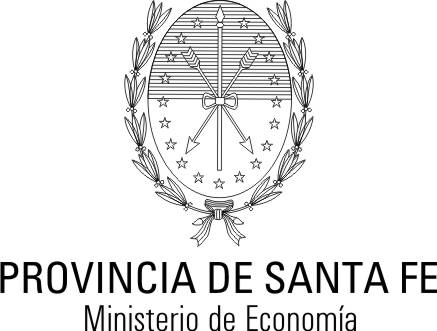 PROVINCIA DE SANTA FE
Ministerio de Economía